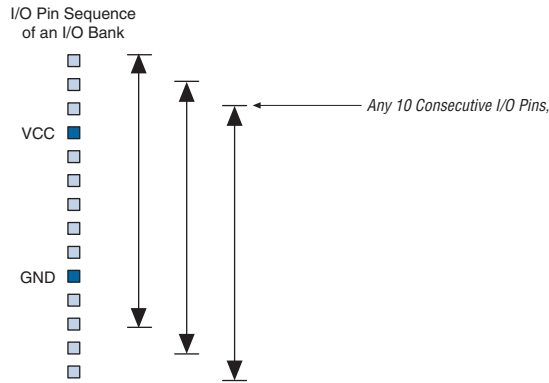 I/O Pin Sequence
of an I/O Bank
Any 10 Consecutive I/O Pins,
VCC
GND